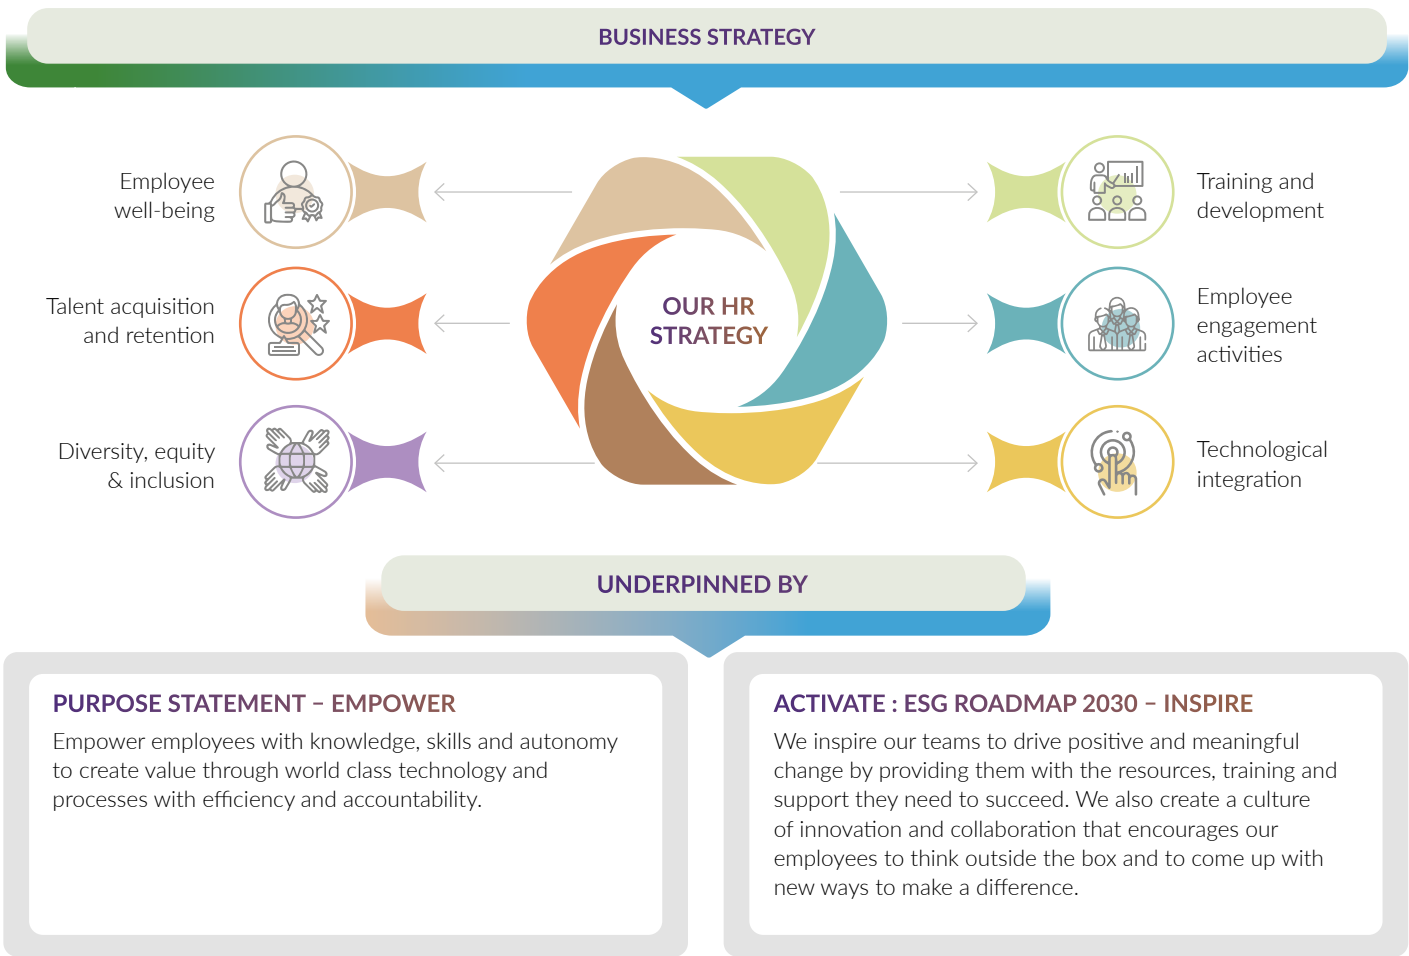 BUSINESS STRATEGY
Employee
well-being
Talent acquisition
and retention
Diversity, equity
& inclusion
OUR HR
STRATEGY
Training and
development
Employee
engagement
activities
Technological
integration
UNDERPINNED BY
PURPOSE STATEMENT – EMPOWER
Empower employees with knowledge, skills and autonomy
to create value through world class technology and
processes with efficiency and accountability.
ACTIVATE : ESG ROADMAP 2030 – INSPIRE
We inspire our teams to drive positive and meaningful
change by providing them with the resources, training and
support they need to succeed. We also create a culture
of innovation and collaboration that encourages our
employees to think outside the box and to come up with
new ways to make a difference.